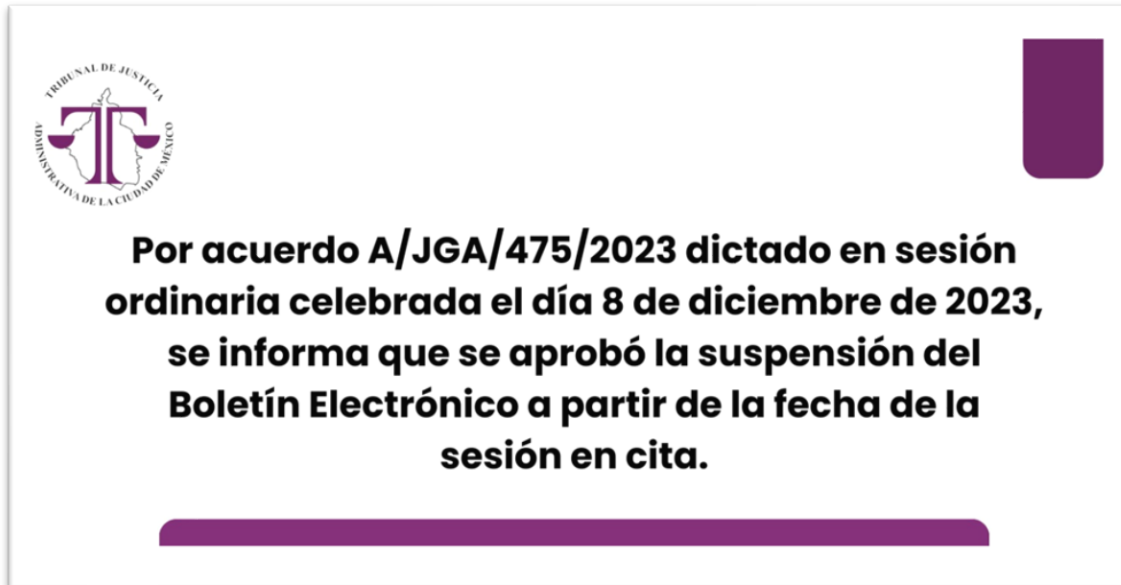 TRIBUNAL DE JUSTICIA
ADMINISTRATIVA DE LA CIUDAD DE MÉXICO
Por acuerdo A/JGA/475/2023 dictado en sesión
ordinaria celebrada el día 8 de diciembre de 2023,
se informa que se aprobó la suspensión del
Boletín Electrónico a partir de la fecha de la
sesión en cita.